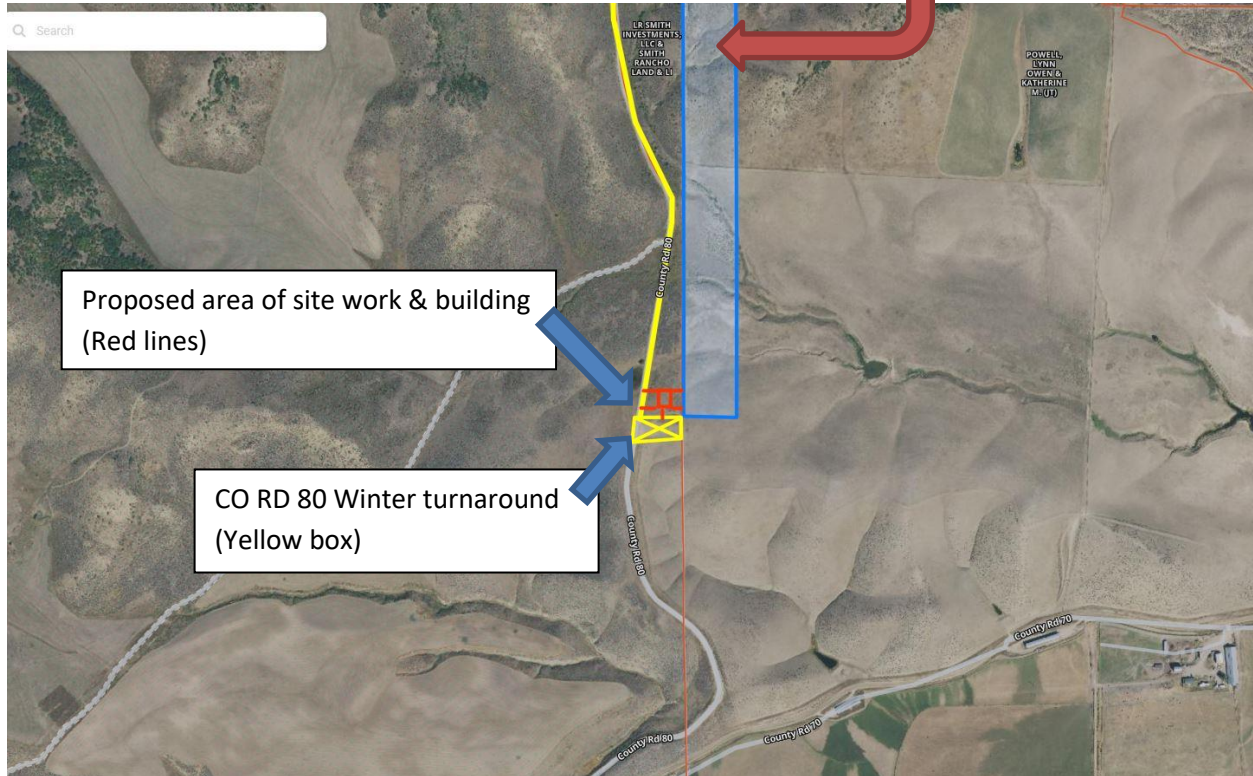 Search
LR SMITH
INVESTMENTS,
LLC &
SMITH
RANCHO
LAND & LI
POWELL,
LYNN
OWEN &
KATHERINE
M. (JT)
County Rd 80
Proposed area of site work & building
(Red lines)
CO RD 80 Winter turnaround
(Yellow box)
County Rd 80
County Rd 70
County Rd 80
County Rd 70